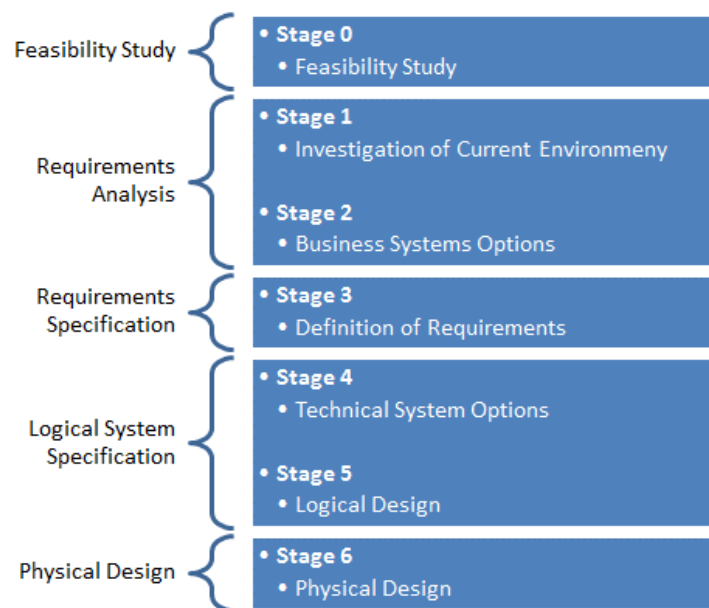 Feasibility Study
• Stage 0
• Feasibility Study
Requirements
Analysis
• Stage 1
• Investigation of Current Environmeny
• Stage 2
• Business Systems Options
Requirements
Specification
• Stage 3
• Definition of Requirements
Logical System
Specification
• Stage 4
• Technical System Options
• Stage 5
• Logical Design
Physical Design
• Stage 6
• Physical Design